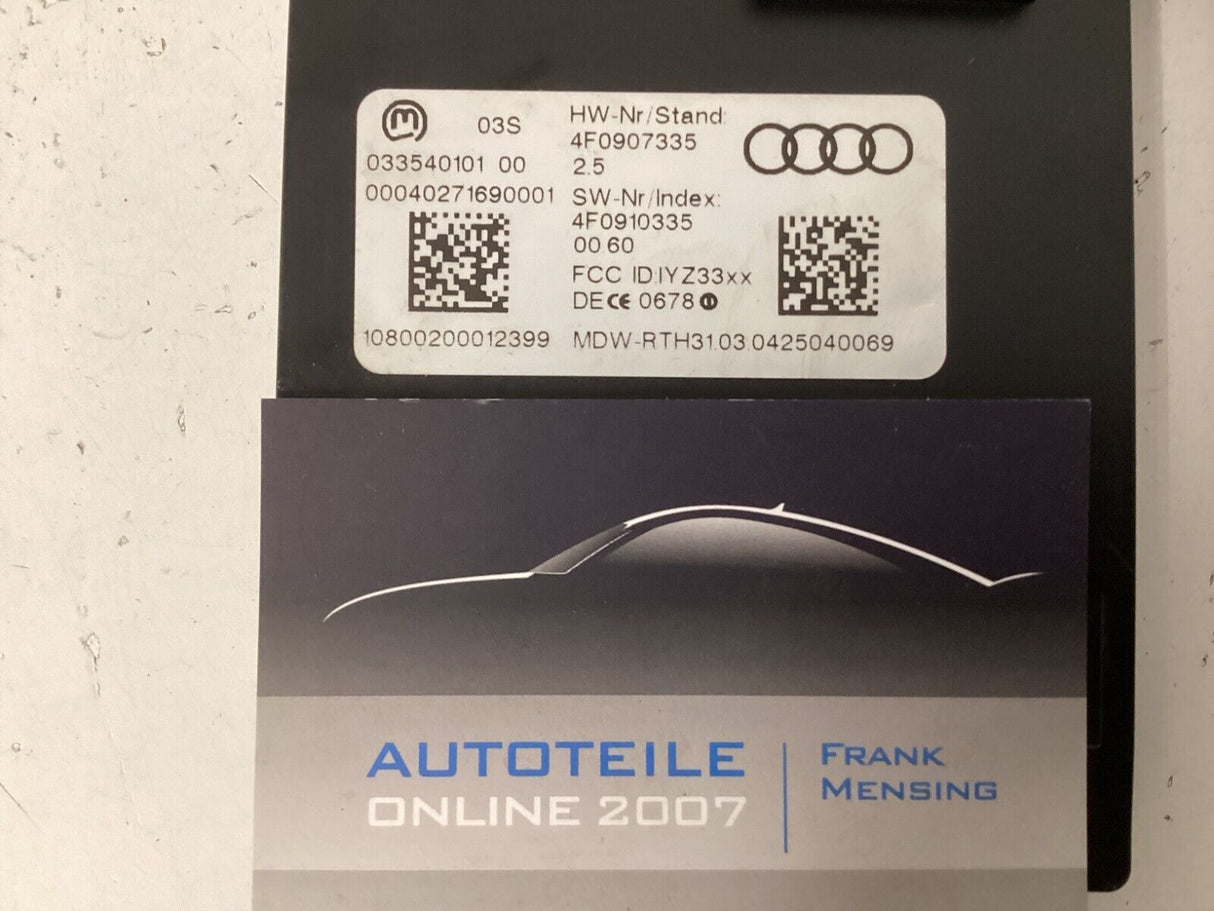 03S
033540101 00
00040271690001
10800200012399
HW-Nr/Stand:
4F0907335
2.5
SW-Nr/Index:
4F0910335
00 60
FCC ID:IYZ33xx
DE CE 0678
MDW-RTH31.03.0425040069
AUTOTEILE
ONLINE 2007
FRANK
MENSING